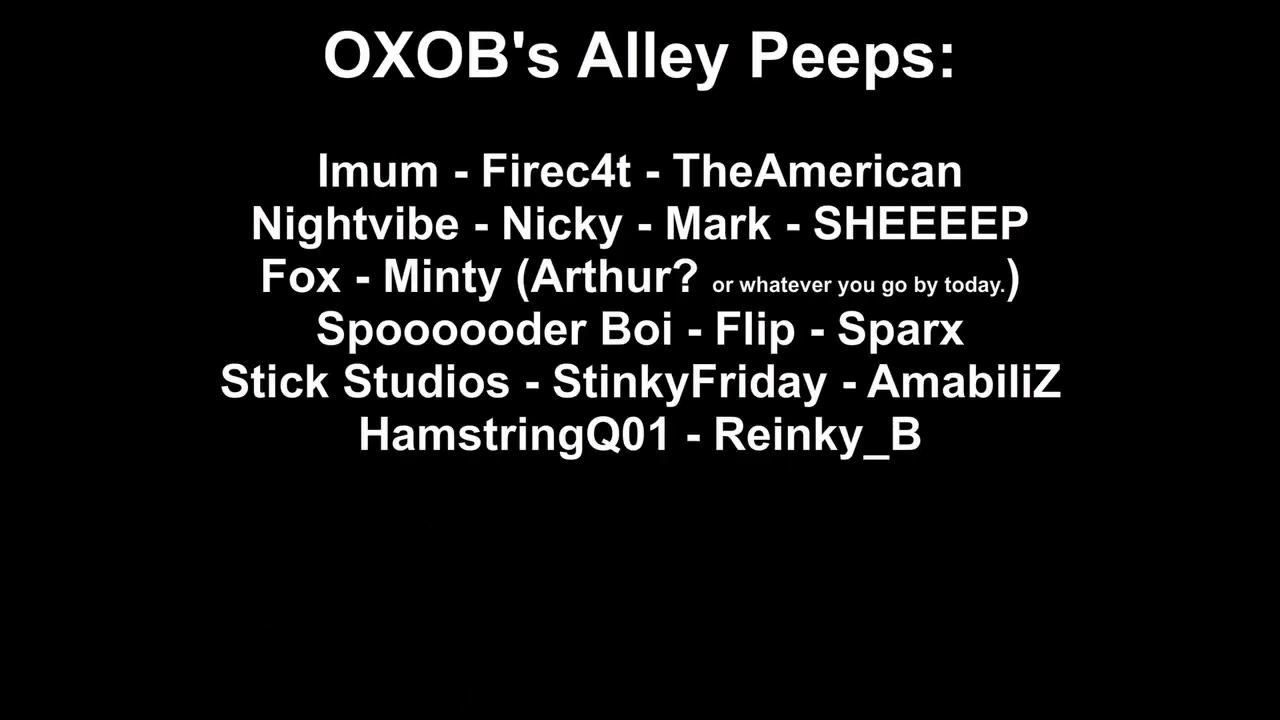 OXOB's Alley Peeps:
Imum - Firec4t - TheAmerican
Nightvibe - Nicky - Mark - SHEEEEP
Fox - Minty (Arthur? or whatever you go by today.)
Spoooooder Boi - Flip - Sparx
Stick Studios - StinkyFriday - AmabiliZ
HamstringQ01 - Reinky_B